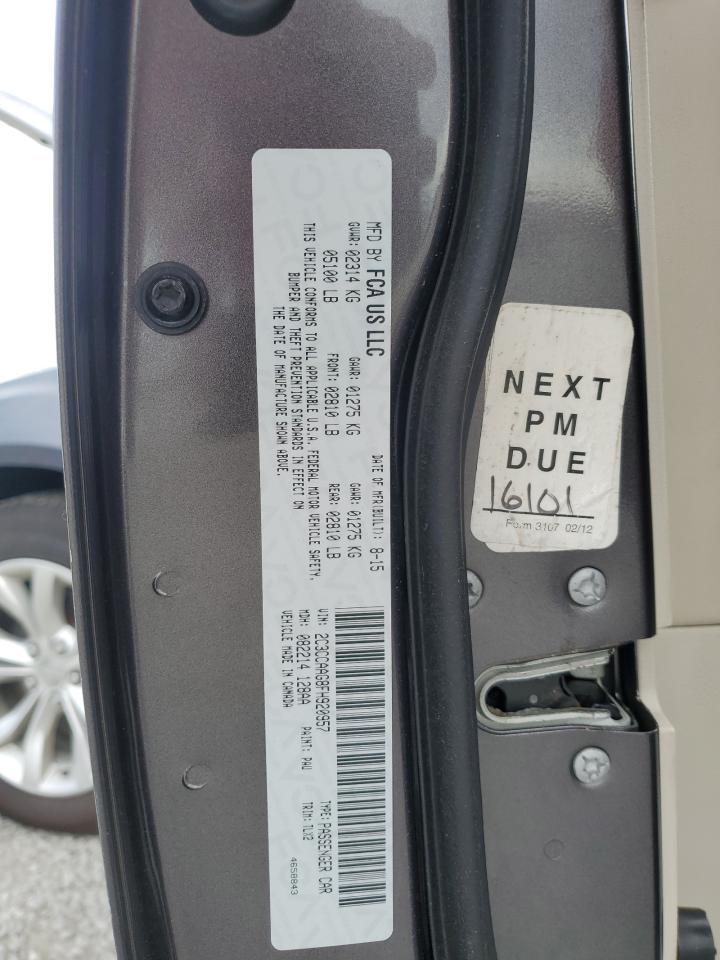 MFD BY FCA US LLC DATE OF MFR(BUILT): 8-15
GVWR: 02314 KG GAWR: 01275 KG GAWR: 01275 KG
05100 LB FRONT: 02810 LB REAR: 02810 LB
THIS VEHICLE CONFORMS TO ALL APPLICABLE U.S.A. FEDERAL MOTOR VEHICLE SAFETY,
BUMPER AND THEFT PREVENTION STANDARDS IN EFFECT ON
THE DATE OF MANUFACTURE SHOWN ABOVE.
VIN: 2C3CCAAG8FH920957 TYPE: PASSENGER CAR
MDH: 082214 128AA PAINT: PAU TRIM: TLX2
VEHICLE MADE IN CANADA
4658843
NEXT
PM
DUE
16101
Form 3107 02/12